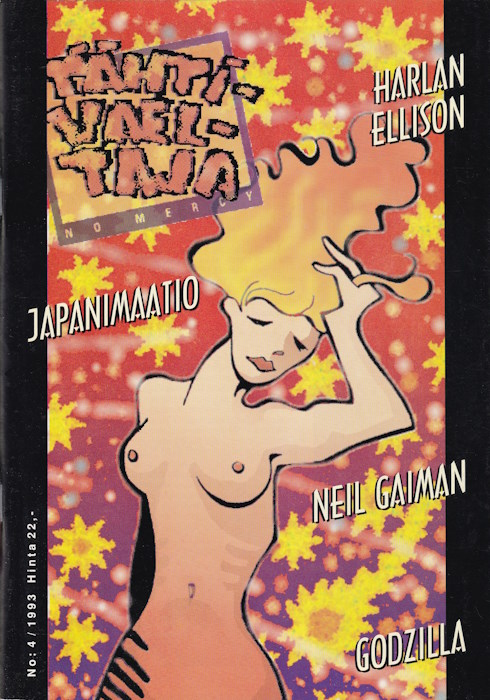 TÄHTI-
VAEL-
TAJA
NO MERCY
HARLAN
ELLISON
JAPANIMAATIO
NEIL GAIMAN
GODZILLA
No: 4 / 1993 Hinta 22,-